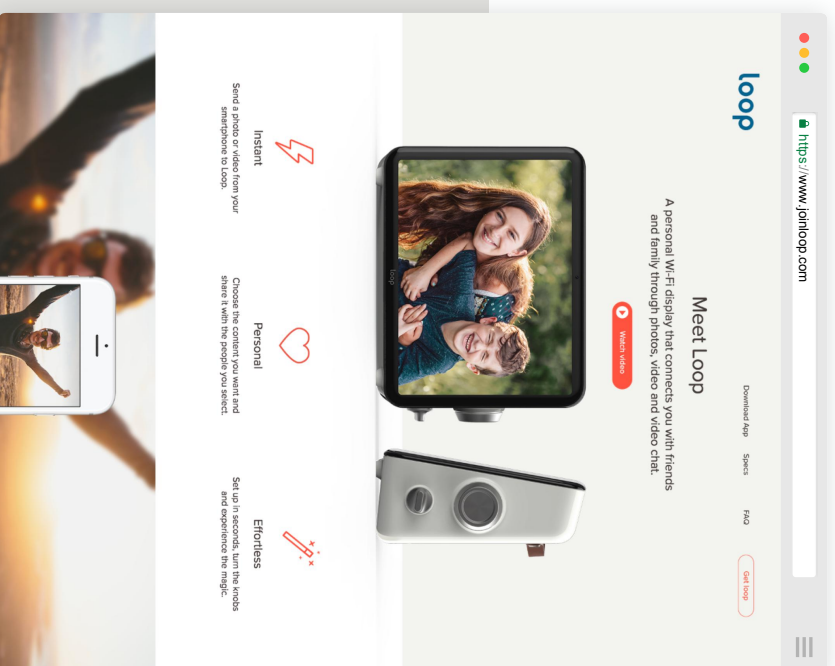 https://www.joinloop.com
loop
Download App
Specs
FAQ
Get loop
Meet Loop
A personal Wi-Fi display that connects you with friends
and family through photos, video and video chat.
Watch video
loop
Instant
Send a photo or video from your
smartphone to Loop.
Personal
Choose the content you want and
share it with the people you select.
Effortless
Set up in seconds, turn the knobs
and experience the magic.